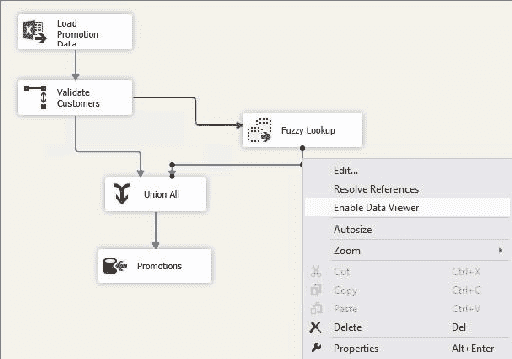 Load
Promotion
Data
Validate
Customers
Fuzzy Lookup
Union All
Promotions
Edit...
Resolve References
Enable Data Viewer
Autosize
Zoom
Cut Ctrl+X
Copy Ctrl+C
Paste Ctrl+V
Delete Del
Properties Alt+Enter